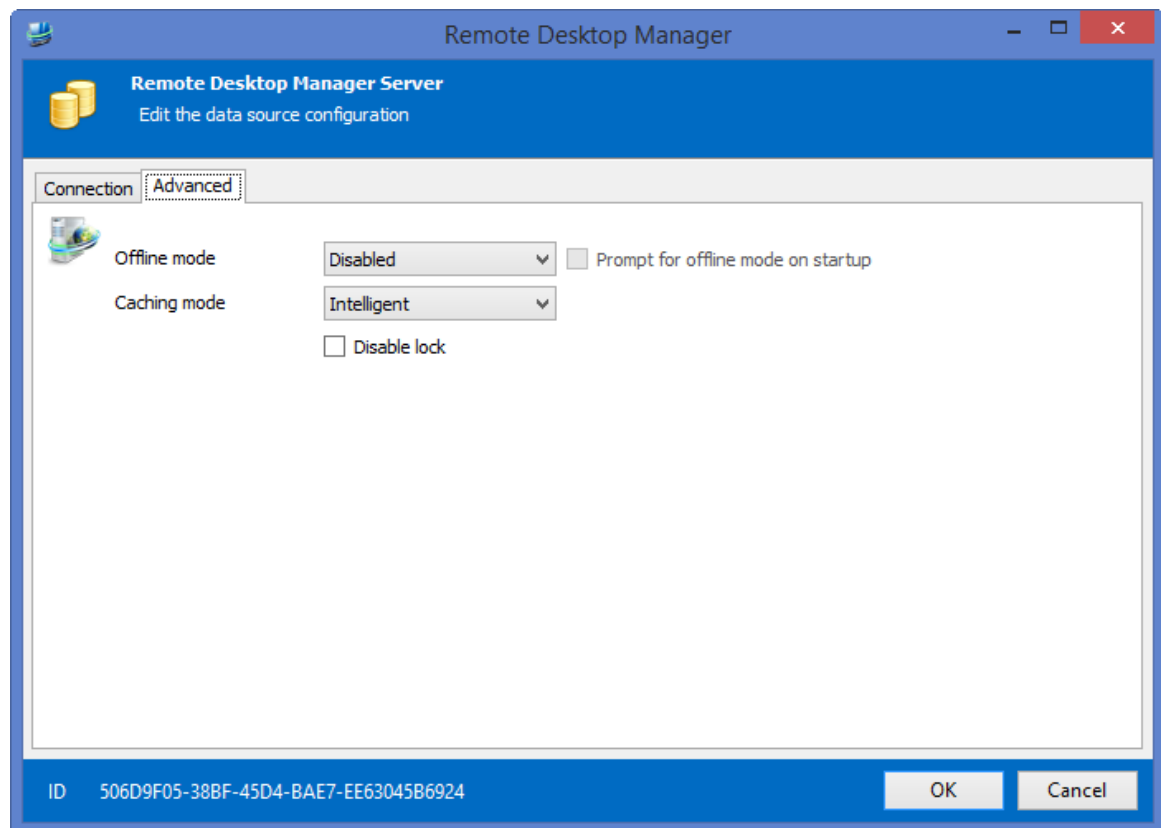 Remote Desktop Manager
Remote Desktop Manager Server
Edit the data source configuration
Connection Advanced
Offline mode Disabled Prompt for offline mode on startup
Caching mode Intelligent
Disable lock
ID 506D9F05-38BF-45D4-BAE7-EE63045B6924 OK Cancel